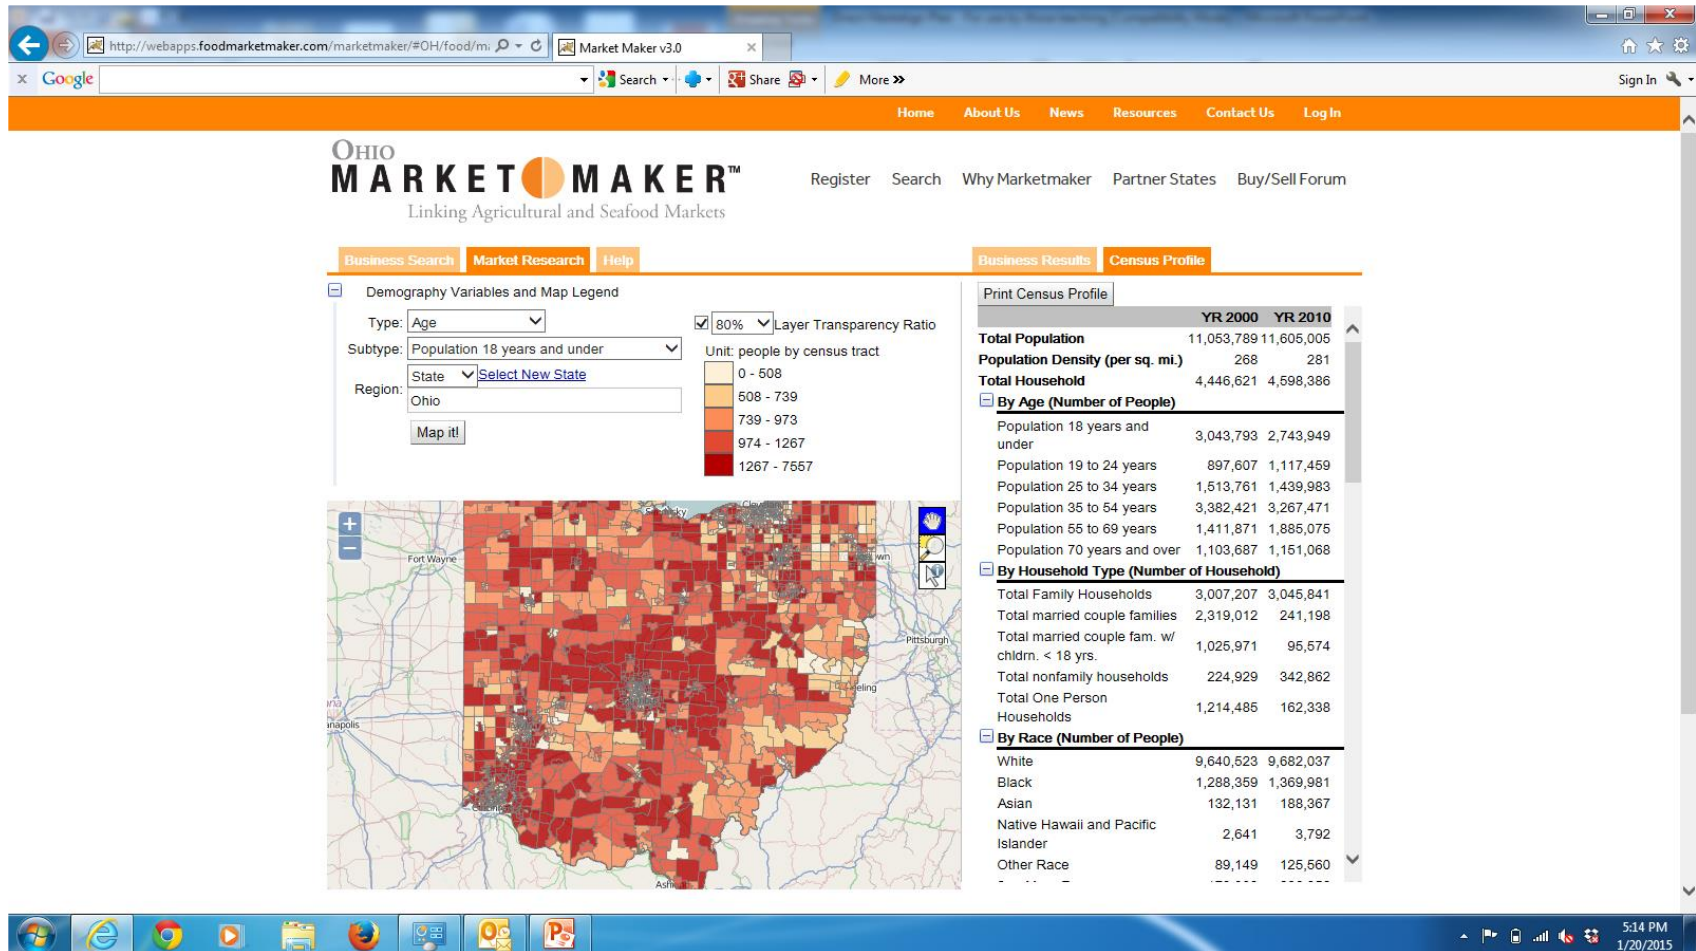 http://webapps.foodmarketmaker.com/marketmaker/#OH/food/m
Market Maker v3.0
x Google
Search
Share
More »
Sign In
Home About Us News Resources Contact Us Log In
OHIO
MARKET MAKER™
Linking Agricultural and Seafood Markets
Register Search Why Marketmaker Partner States Buy/Sell Forum
Business Search Market Research Help
Demography Variables and Map Legend
Type: Age
Subtype: Population 18 years and under
Region: State Select New State
Ohio
Map it!
80% Layer Transparency Ratio
Unit: people by census tract
0 - 508
508 - 739
739 - 973
974 - 1267
1267 - 7557
Fort Wayne
Pittsburgh
Business Results Census Profile
Print Census Profile
YR 2000 YR 2010
Total Population 11,053,789 11,605,005
Population Density (per sq. mi.) 268 281
Total Household 4,446,621 4,598,386
By Age (Number of People)
Population 18 years and
under 3,043,793 2,743,949
Population 19 to 24 years 897,607 1,117,459
Population 25 to 34 years 1,513,761 1,439,983
Population 35 to 54 years 3,382,421 3,267,471
Population 55 to 69 years 1,411,871 1,885,075
Population 70 years and over 1,103,687 1,151,068
By Household Type (Number of Household)
Total Family Households 3,007,207 3,045,841
Total married couple families 2,319,012 241,198
Total married couple fam. w/
chldrn. < 18 yrs. 1,025,971 95,574
Total nonfamily households 224,929 342,862
Total One Person
Households 1,214,485 162,338
By Race (Number of People)
White 9,640,523 9,682,037
Black 1,288,359 1,369,981
Asian 132,131 188,367
Native Hawaii and Pacific
Islander 2,641 3,792
Other Race 89,149 125,560
5:14 PM
1/20/2015